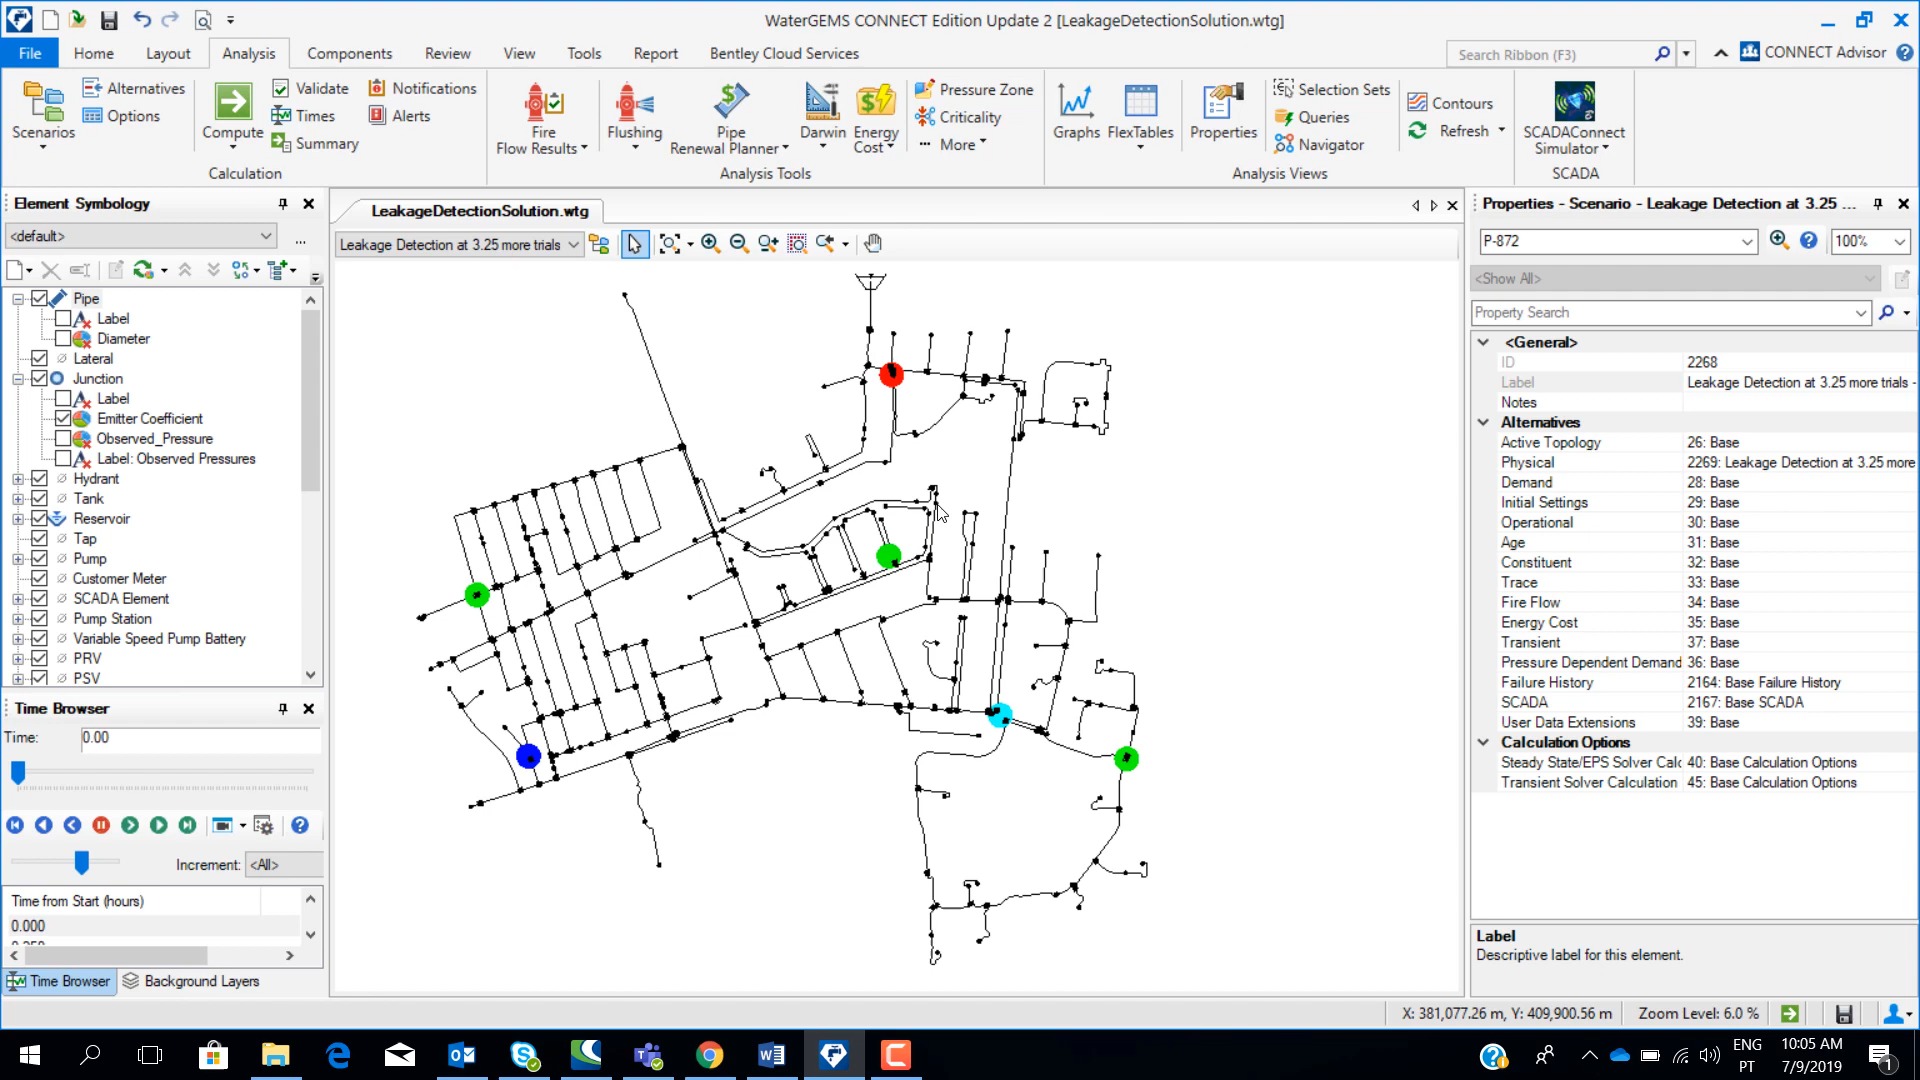 WaterGEMS CONNECT Edition Update 2 [LeakageDetectionSolution.wtg]
File
Home
Layout
Analysis
Components
Review
View
Tools
Report
Bentley Cloud Services
Search Ribbon (F3)
CONNECT Advisor
Scenarios
Alternatives
Options
Compute
Validate
Times
Summary
Notifications
Alerts
Calculation
Fire
Flow Results
Flushing
Pipe
Renewal Planner
Darwin
Energy
Cost
Pressure Zone
Criticality
More
Analysis Tools
Graphs
FlexTables
Properties
Selection Sets
Queries
Navigator
Contours
Refresh
Analysis Views
SCADAConnect
Simulator
SCADA
Element Symbology
<default>
...
Pipe
Label
Diameter
Lateral
Junction
Label
Emitter Coefficient
Observed_Pressure
Label: Observed Pressures
Hydrant
Tank
Reservoir
Tap
Pump
Customer Meter
SCADA Element
Pump Station
Variable Speed Pump Battery
PRV
PSV
Time Browser
Time:
0.00
Increment:
<All>
Time from Start (hours)
0.000
Time Browser
Background Layers
LeakageDetectionSolution.wtg
Leakage Detection at 3.25 more trials
Properties - Scenario - Leakage Detection at 3.25 ...
P-872
100%
<Show All>
Property Search
<General>
ID 2268
Label Leakage Detection at 3.25 more trials -
Notes
Alternatives
Active Topology 26: Base
Physical 2269: Leakage Detection at 3.25 more
Demand 28: Base
Initial Settings 29: Base
Operational 30: Base
Age 31: Base
Constituent 32: Base
Trace 33: Base
Fire Flow 34: Base
Energy Cost 35: Base
Transient 37: Base
Pressure Dependent Demand 36: Base
Failure History 2164: Base Failure History
SCADA 2167: Base SCADA
User Data Extensions 39: Base
Calculation Options
Steady State/EPS Solver Calc 40: Base Calculation Options
Transient Solver Calculation 45: Base Calculation Options
Label
Descriptive label for this element.
X: 381,077.26 m, Y: 409,900.56 m
Zoom Level: 6.0 %
ENG
PT
10:05 AM
7/9/2019
1